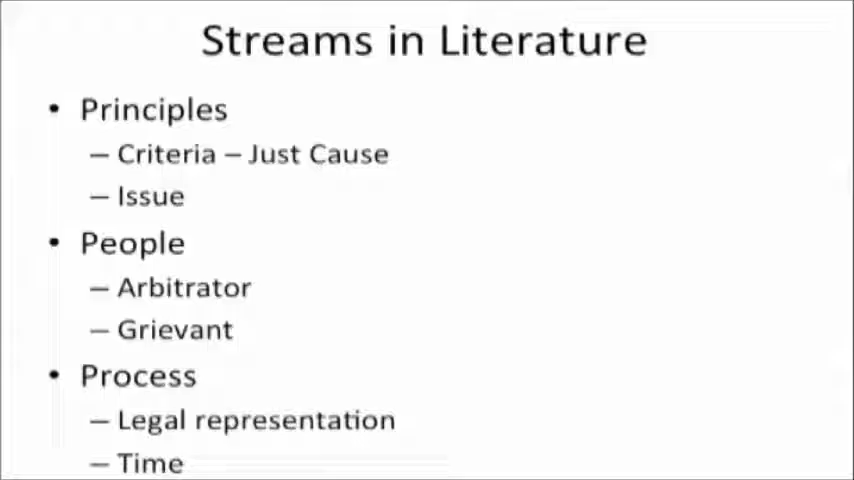 Streams in Literature
• Principles
– Criteria – Just Cause
– Issue
• People
– Arbitrator
– Grievant
• Process
– Legal representation
– Time